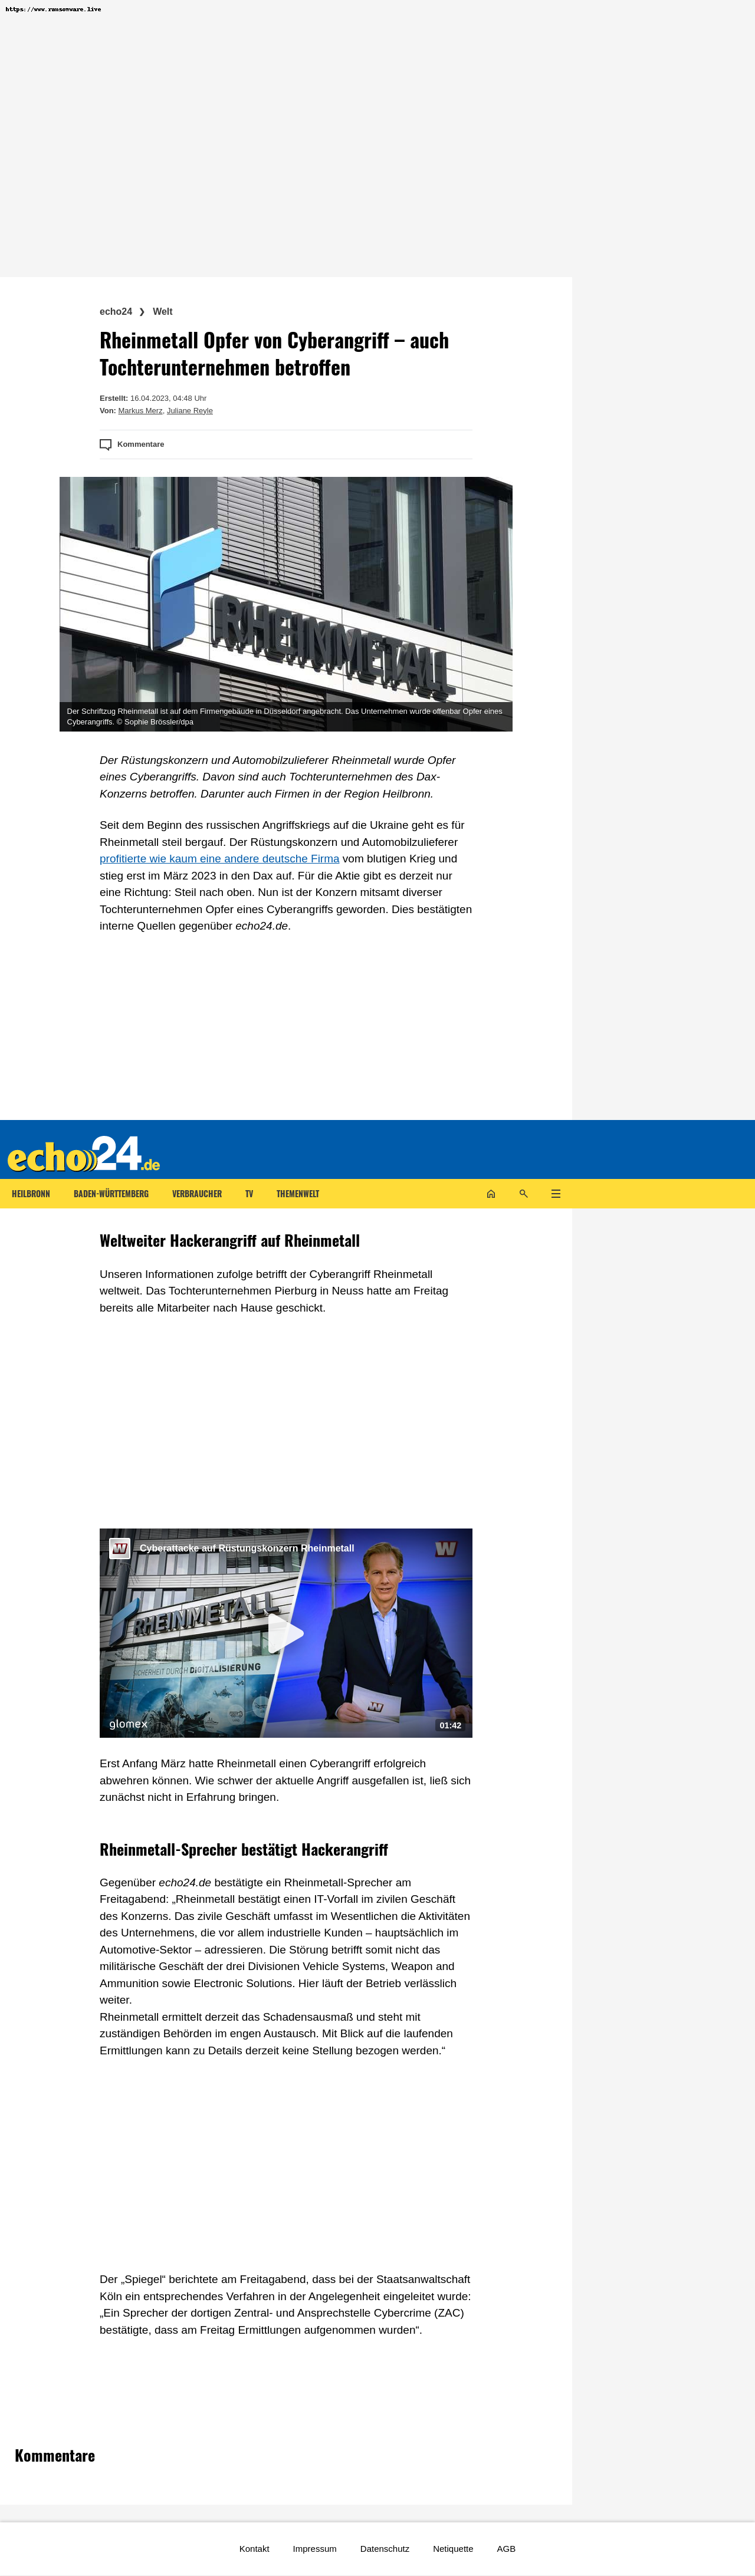 https://www.ransomware.live
echo24 ❯ Welt
Rheinmetall Opfer von Cyberangriff – auch
Tochterunternehmen betroffen
Erstellt: 16.04.2023, 04:48 Uhr
Von: Markus Merz, Juliane Reyle
Kommentare
RHEINMETALL
Der Schriftzug Rheinmetall ist auf dem Firmengebäude in Düsseldorf angebracht. Das Unternehmen wurde offenbar Opfer eines
Cyberangriffs. © Sophie Brössler/dpa
Der Rüstungskonzern und Automobilzulieferer Rheinmetall wurde Opfer
eines Cyberangriffs. Davon sind auch Tochterunternehmen des Dax-
Konzerns betroffen. Darunter auch Firmen in der Region Heilbronn.
Seit dem Beginn des russischen Angriffskriegs auf die Ukraine geht es für
Rheinmetall steil bergauf. Der Rüstungskonzern und Automobilzulieferer
profitierte wie kaum eine andere deutsche Firma vom blutigen Krieg und
stieg erst im März 2023 in den Dax auf. Für die Aktie gibt es derzeit nur
eine Richtung: Steil nach oben. Nun ist der Konzern mitsamt diverser
Tochterunternehmen Opfer eines Cyberangriffs geworden. Dies bestätigten
interne Quellen gegenüber echo24.de.
echo24.de
HEILBRONN BADEN-WÜRTTEMBERG VERBRAUCHER TV THEMENWELT
Weltweiter Hackerangriff auf Rheinmetall
Unseren Informationen zufolge betrifft der Cyberangriff Rheinmetall
weltweit. Das Tochterunternehmen Pierburg in Neuss hatte am Freitag
bereits alle Mitarbeiter nach Hause geschickt.
W Cyberattacke auf Rüstungskonzern Rheinmetall W
RHEINMETALL
SICHERHEIT DURCH DIGITALISIERUNG
W
glomex 01:42
Erst Anfang März hatte Rheinmetall einen Cyberangriff erfolgreich
abwehren können. Wie schwer der aktuelle Angriff ausgefallen ist, ließ sich
zunächst nicht in Erfahrung bringen.
Rheinmetall-Sprecher bestätigt Hackerangriff
Gegenüber echo24.de bestätigte ein Rheinmetall-Sprecher am
Freitagabend: „Rheinmetall bestätigt einen IT-Vorfall im zivilen Geschäft
des Konzerns. Das zivile Geschäft umfasst im Wesentlichen die Aktivitäten
des Unternehmens, die vor allem industrielle Kunden – hauptsächlich im
Automotive-Sektor – adressieren. Die Störung betrifft somit nicht das
militärische Geschäft der drei Divisionen Vehicle Systems, Weapon and
Ammunition sowie Electronic Solutions. Hier läuft der Betrieb verlässlich
weiter.
Rheinmetall ermittelt derzeit das Schadensausmaß und steht mit
zuständigen Behörden im engen Austausch. Mit Blick auf die laufenden
Ermittlungen kann zu Details derzeit keine Stellung bezogen werden.“
Der „Spiegel“ berichtete am Freitagabend, dass bei der Staatsanwaltschaft
Köln ein entsprechendes Verfahren in der Angelegenheit eingeleitet wurde:
„Ein Sprecher der dortigen Zentral- und Ansprechstelle Cybercrime (ZAC)
bestätigte, dass am Freitag Ermittlungen aufgenommen wurden“.
Kommentare
Kontakt Impressum Datenschutz Netiquette AGB